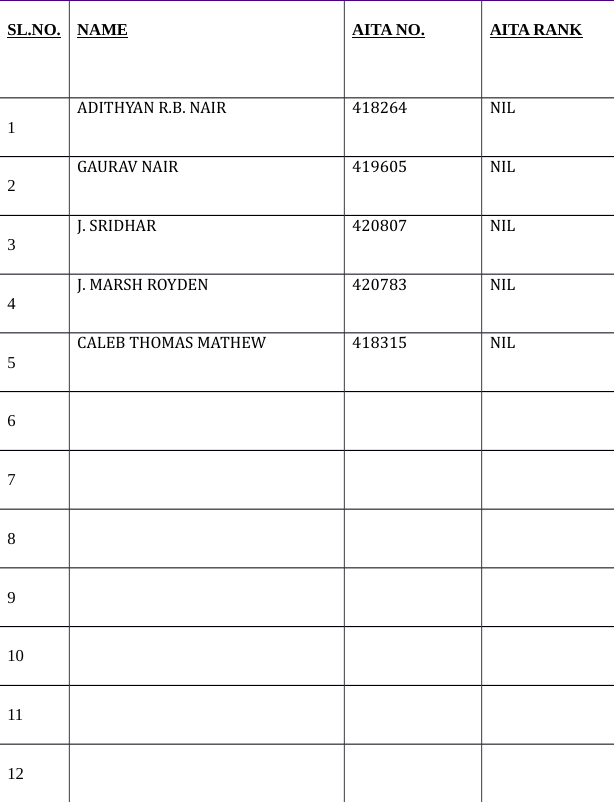 SL.NO. NAME AITA NO. AITA RANK
1 ADITHYAN R.B. NAIR 418264 NIL
2 GAURAV NAIR 419605 NIL
3 J. SRIDHAR 420807 NIL
4 J. MARSH ROYDEN 420783 NIL
5 CALEB THOMAS MATHEW 418315 NIL
6
7
8
9
10
11
12